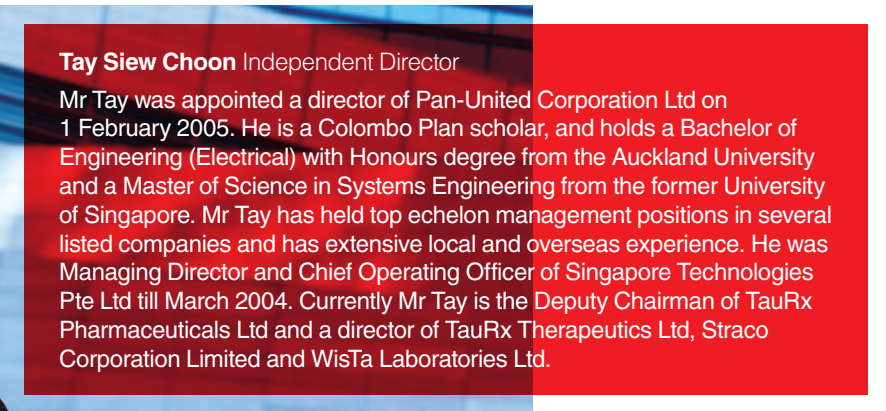 Tay Siew Choon Independent Director
Mr Tay was appointed a director of Pan-United Corporation Ltd on
1 February 2005. He is a Colombo Plan scholar, and holds a Bachelor of
Engineering (Electrical) with Honours degree from the Auckland University
and a Master of Science in Systems Engineering from the former University
of Singapore. Mr Tay has held top echelon management positions in several
listed companies and has extensive local and overseas experience. He was
Managing Director and Chief Operating Officer of Singapore Technologies
Pte Ltd till March 2004. Currently Mr Tay is the Deputy Chairman of TauRx
Pharmaceuticals Ltd and a director of TauRx Therapeutics Ltd, Straco
Corporation Limited and WisTa Laboratories Ltd.